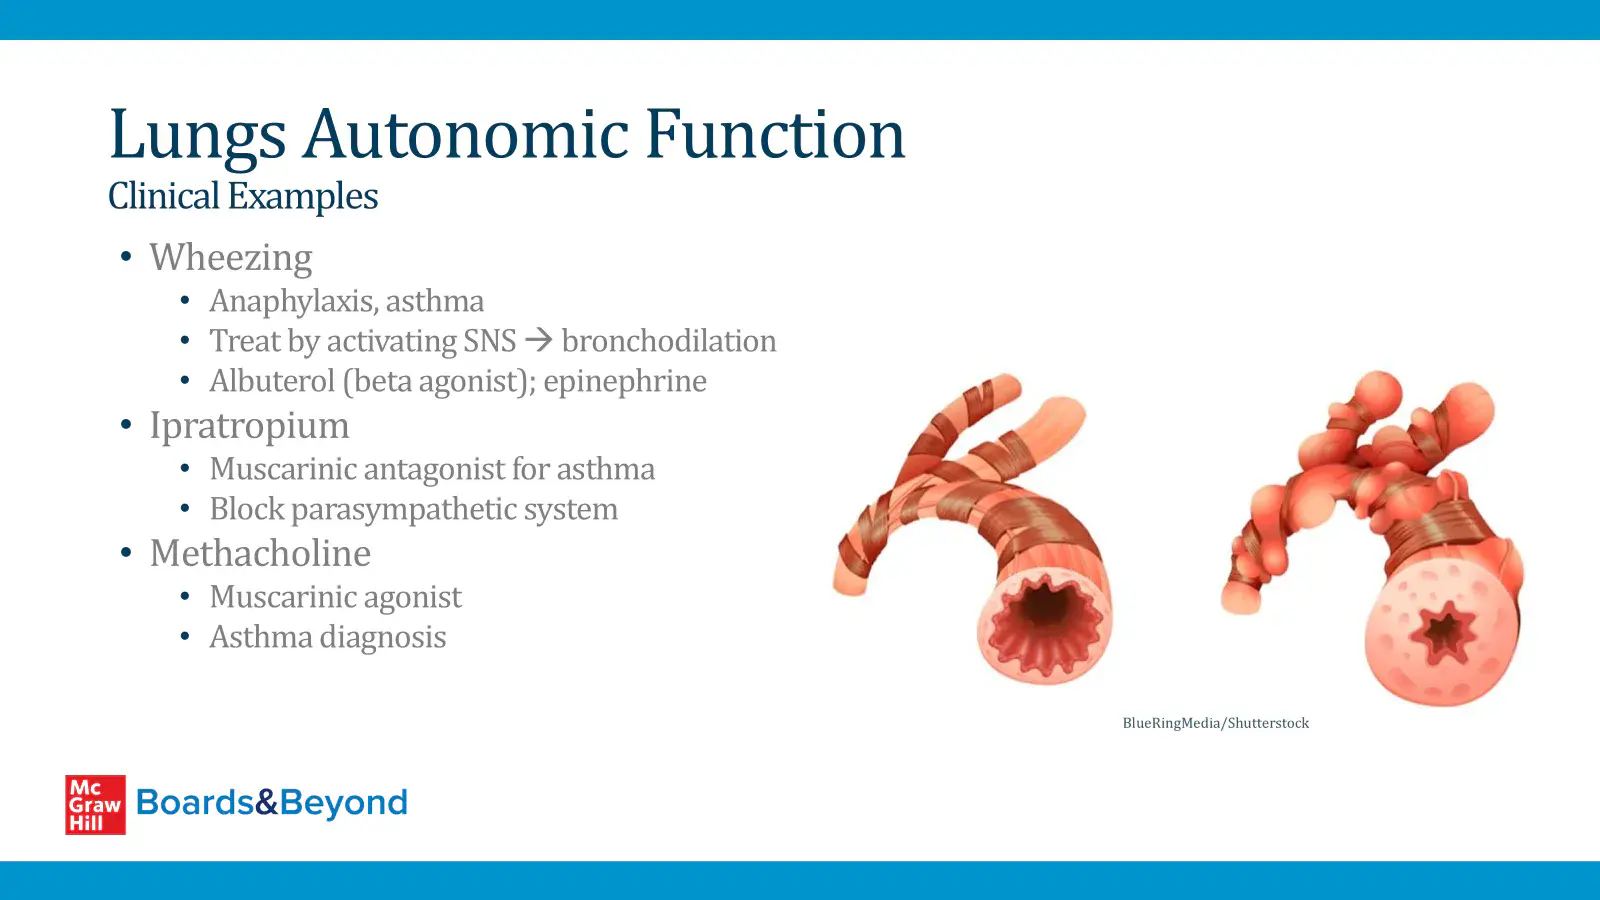 Lungs Autonomic Function
Clinical Examples
• Wheezing
• Anaphylaxis, asthma
• Treat by activating SNS → bronchodilation
• Albuterol (beta agonist); epinephrine
• Ipratropium
• Muscarinic antagonist for asthma
• Block parasympathetic system
• Methacholine
• Muscarinic agonist
• Asthma diagnosis
BlueRingMedia/Shutterstock
Mc
Graw
Hill
Boards&Beyond